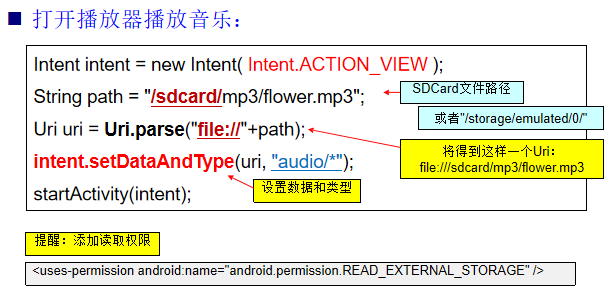 ■ 打开播放器播放音乐：
Intent intent = new Intent( Intent.ACTION_VIEW );
String path = "/sdcard/mp3/flower.mp3";
SDCard文件路径
或者"/storage/emulated/0/"
Uri uri = Uri.parse("file://"+path);
将得到这样一个Uri：
file:///sdcard/mp3/flower.mp3
intent.setDataAndType(uri, "audio/*");
设置数据和类型
startActivity(intent);
提醒：添加读取权限
<uses-permission android:name="android.permission.READ_EXTERNAL_STORAGE" />